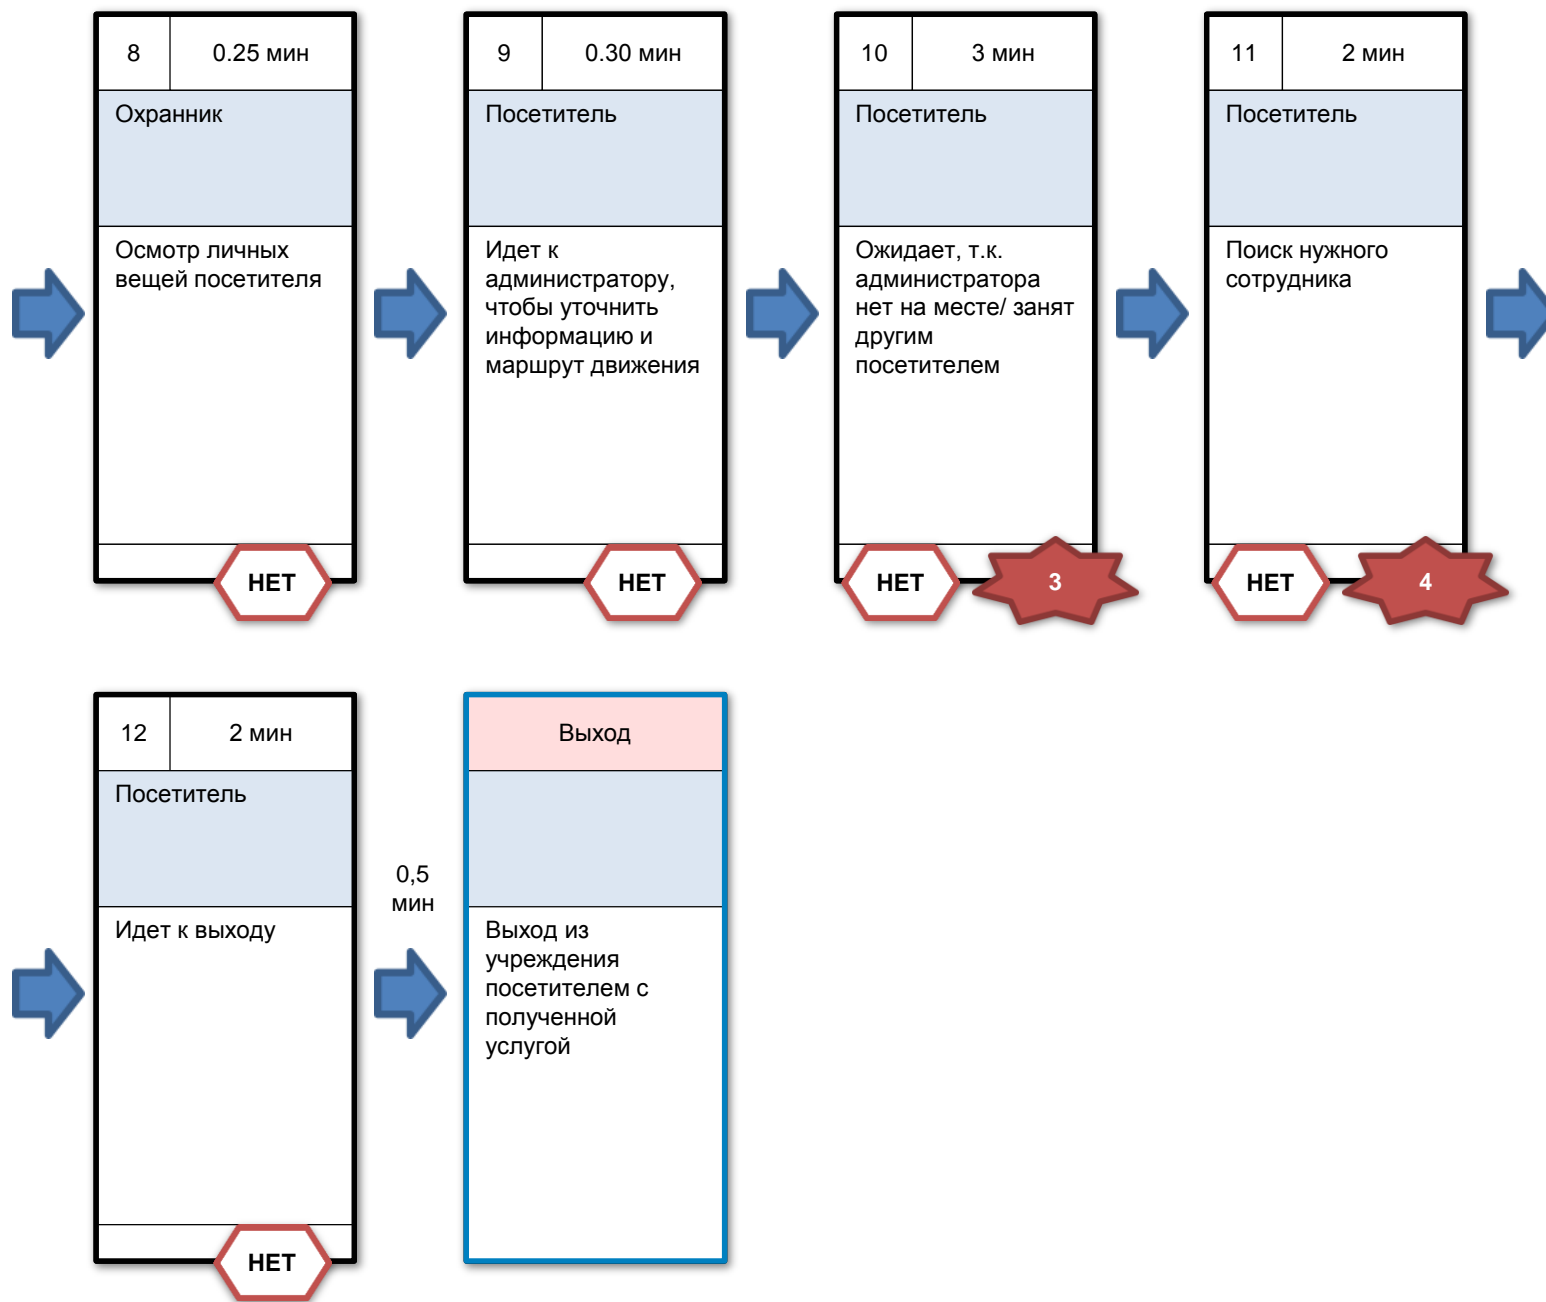 8
0.25 мин
Охранник
Осмотр личных
вещей посетителя
НЕТ
9
0.30 мин
Посетитель
Идет к
администратору,
чтобы уточнить
информацию и
маршрут движения
НЕТ
10
3 мин
Посетитель
Ожидает, т.к.
администратора
нет на месте/ занят
другим
посетителем
НЕТ
3
11
2 мин
Посетитель
Поиск нужного
сотрудника
НЕТ
4
12
2 мин
Посетитель
Идет к выходу
НЕТ
0,5
мин
Выход
Выход из
учреждения
посетителем с
полученной
услугой